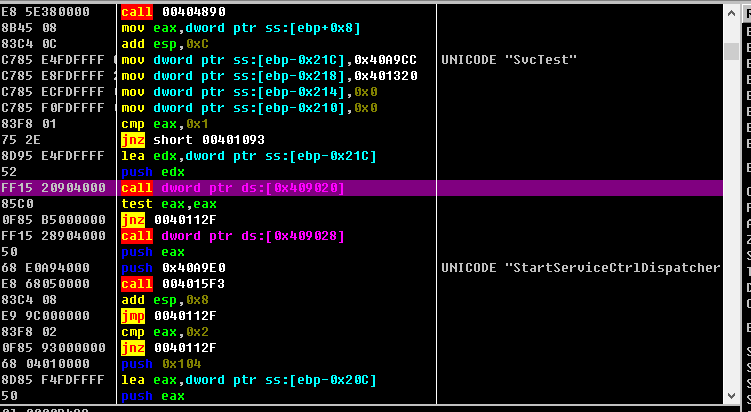 E8 5E380000 call 00404890
8B45 08 mov eax,dword ptr ss:[ebp+0x8]
83C4 0C add esp,0xC
C785 E4FDFFFF mov dword ptr ss:[ebp-0x21C],0x40A9CC UNICODE "SvcTest"
C785 E8FDFFFF mov dword ptr ss:[ebp-0x218],0x401320
C785 ECFDFFFF mov dword ptr ss:[ebp-0x214],0x0
C785 F0FDFFFF mov dword ptr ss:[ebp-0x210],0x0
83F8 01 cmp eax,0x1
75 2E jnz short 00401093
8D95 E4FDFFFF lea edx,dword ptr ss:[ebp-0x21C]
52 push edx
FF15 20904000 call dword ptr ds:[0x409020]
85C0 test eax,eax
0F85 B5000000 jnz 0040112F
FF15 28904000 call dword ptr ds:[0x409028]
50 push eax
68 E0A94000 push 0x40A9E0 UNICODE "StartServiceCtrlDispatcher
E8 68050000 call 004015F3
83C4 08 add esp,0x8
E9 9C000000 jmp 0040112F
83F8 02 cmp eax,0x2
0F85 93000000 jnz 0040112F
68 04010000 push 0x104
8D85 F4FDFFFF lea eax,dword ptr ss:[ebp-0x20C]
50 push eax